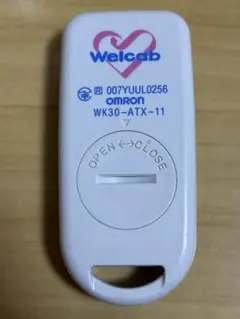 Welcab
007YUUL0256
OMRON
WK30-ATX-11
OPEN <-> CLOSE